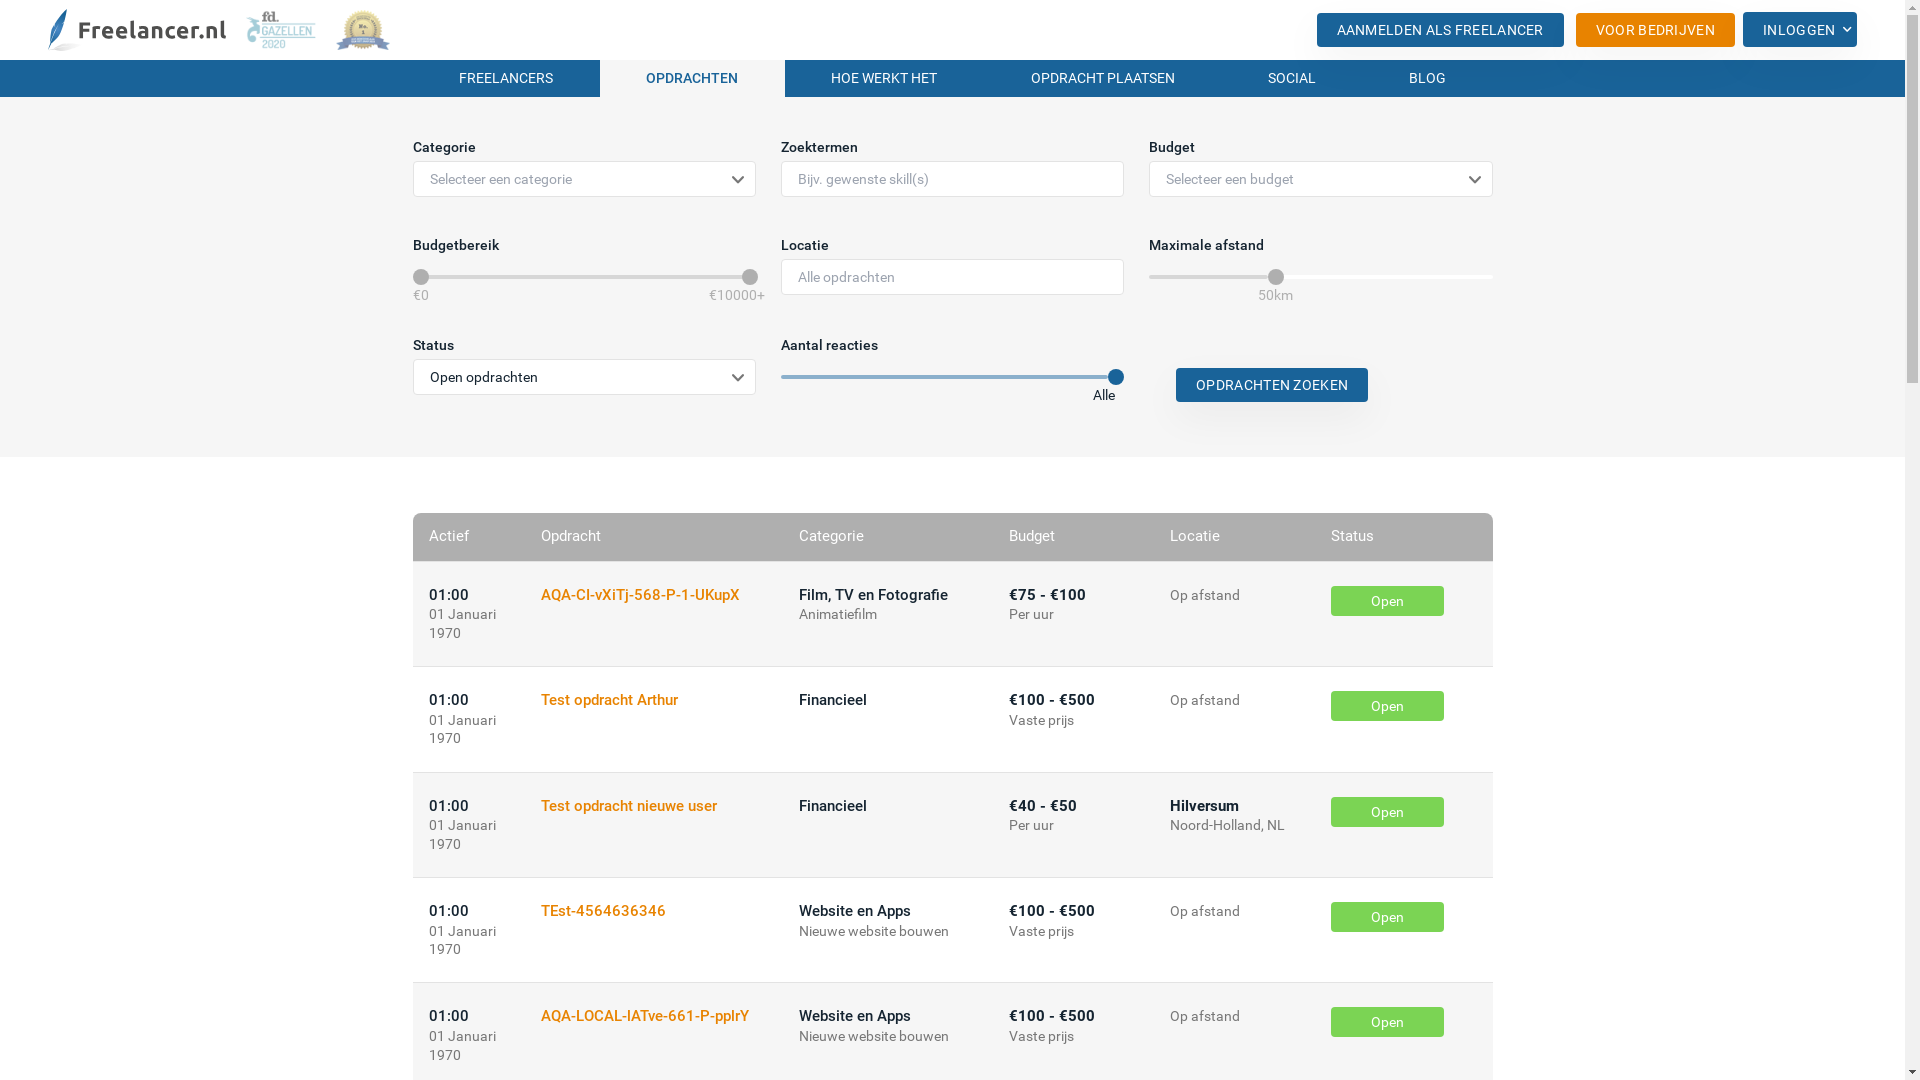 Freelancer.nl
fd.
GAZELLEN
2020
AANMELDEN ALS FREELANCER
VOOR BEDRIJVEN
INLOGGEN
FREELANCERS
OPDRACHTEN
HOE WERKT HET
OPDRACHT PLAATSEN
SOCIAL
BLOG
Categorie
Zoektermen
Budget
Selecteer een categorie
Bijv. gewenste skill(s)
Selecteer een budget
Budgetbereik
Locatie
Maximale afstand
Alle opdrachten
€0
€10000+
50km
Status
Aantal reacties
Open opdrachten
Alle
OPDRACHTEN ZOEKEN
Actief
Opdracht
Categorie
Budget
Locatie
Status
01:00
01 Januari
1970
AQA-CI-vXiTj-568-P-1-UKupX
Film, TV en Fotografie
Animatiefilm
€75 - €100
Per uur
Op afstand
Open
01:00
01 Januari
1970
Test opdracht Arthur
Financieel
€100 - €500
Vaste prijs
Op afstand
Open
01:00
01 Januari
1970
Test opdracht nieuwe user
Financieel
€40 - €50
Per uur
Hilversum
Noord-Holland, NL
Open
01:00
01 Januari
1970
TEst-4564636346
Website en Apps
Nieuwe website bouwen
€100 - €500
Vaste prijs
Op afstand
Open
01:00
01 Januari
1970
AQA-LOCAL-lATve-661-P-pplrY
Website en Apps
Nieuwe website bouwen
€100 - €500
Vaste prijs
Op afstand
Open